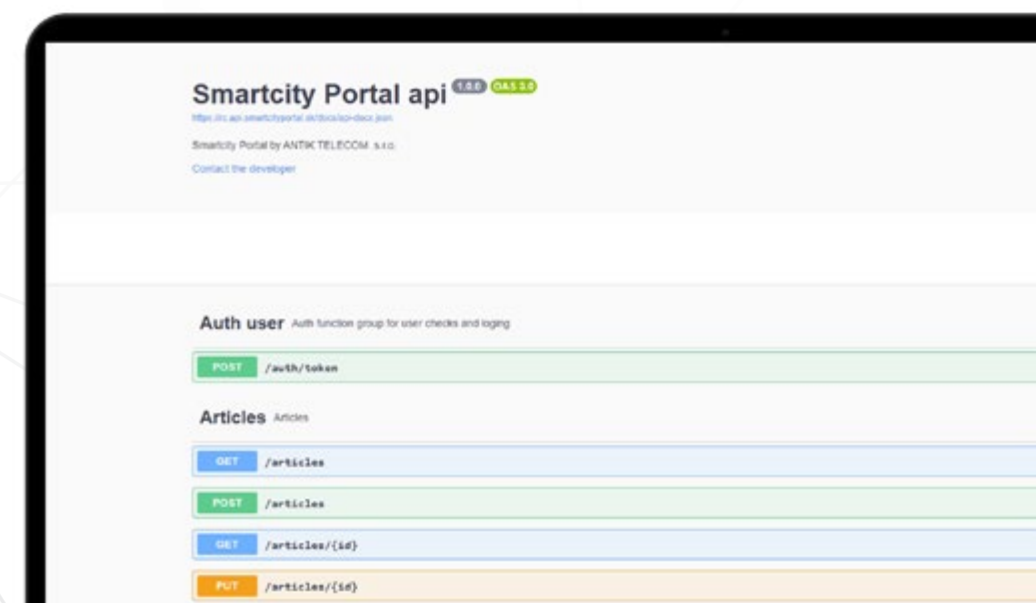 Smartcity Portal api 1.0.0 OAS 3.0
Smartcity Portal by ANTIK TELECOM s.r.o.
Contact the developer
Auth user Auth function group for user checks and loging
POST /auth/token
Articles Articles
GET /articles
POST /articles
GET /articles/{id}
PUT /articles/{id}